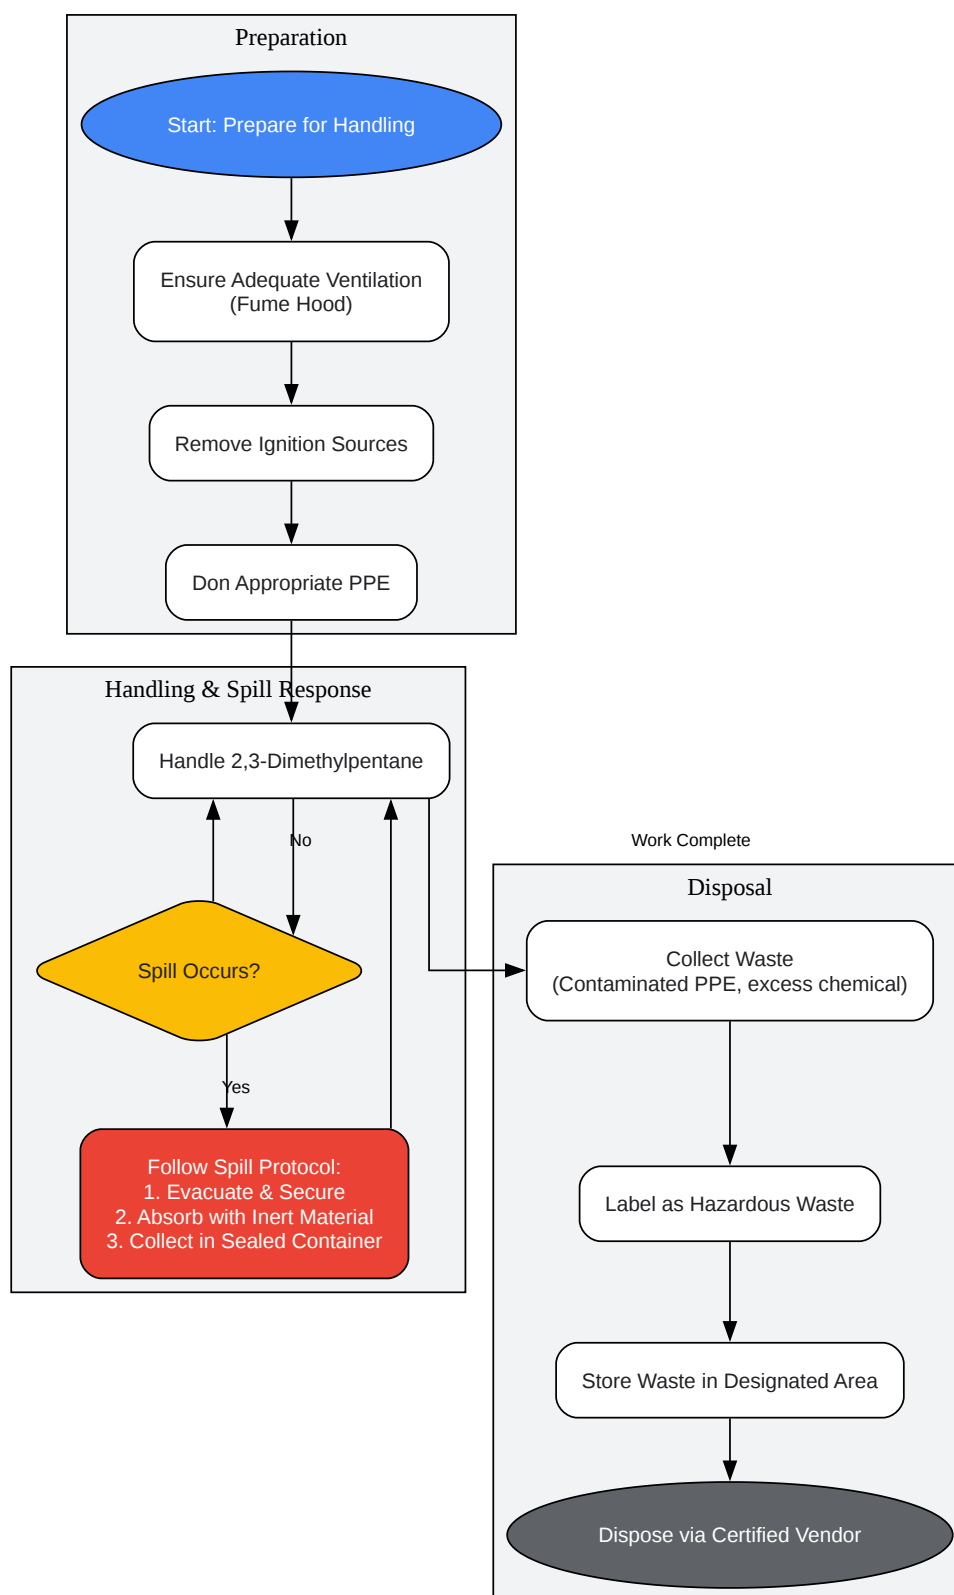 Preparation
Start: Prepare for Handling
Ensure Adequate Ventilation
(Fume Hood)
Remove Ignition Sources
Don Appropriate PPE
Handling & Spill Response
Handle 2,3-Dimethylpentane
No
Spill Occurs?
Yes
Follow Spill Protocol:
1. Evacuate & Secure
2. Absorb with Inert Material
3. Collect in Sealed Container
Work Complete
Disposal
Collect Waste
(Contaminated PPE, excess chemical)
Label as Hazardous Waste
Store Waste in Designated Area
Dispose via Certified Vendor